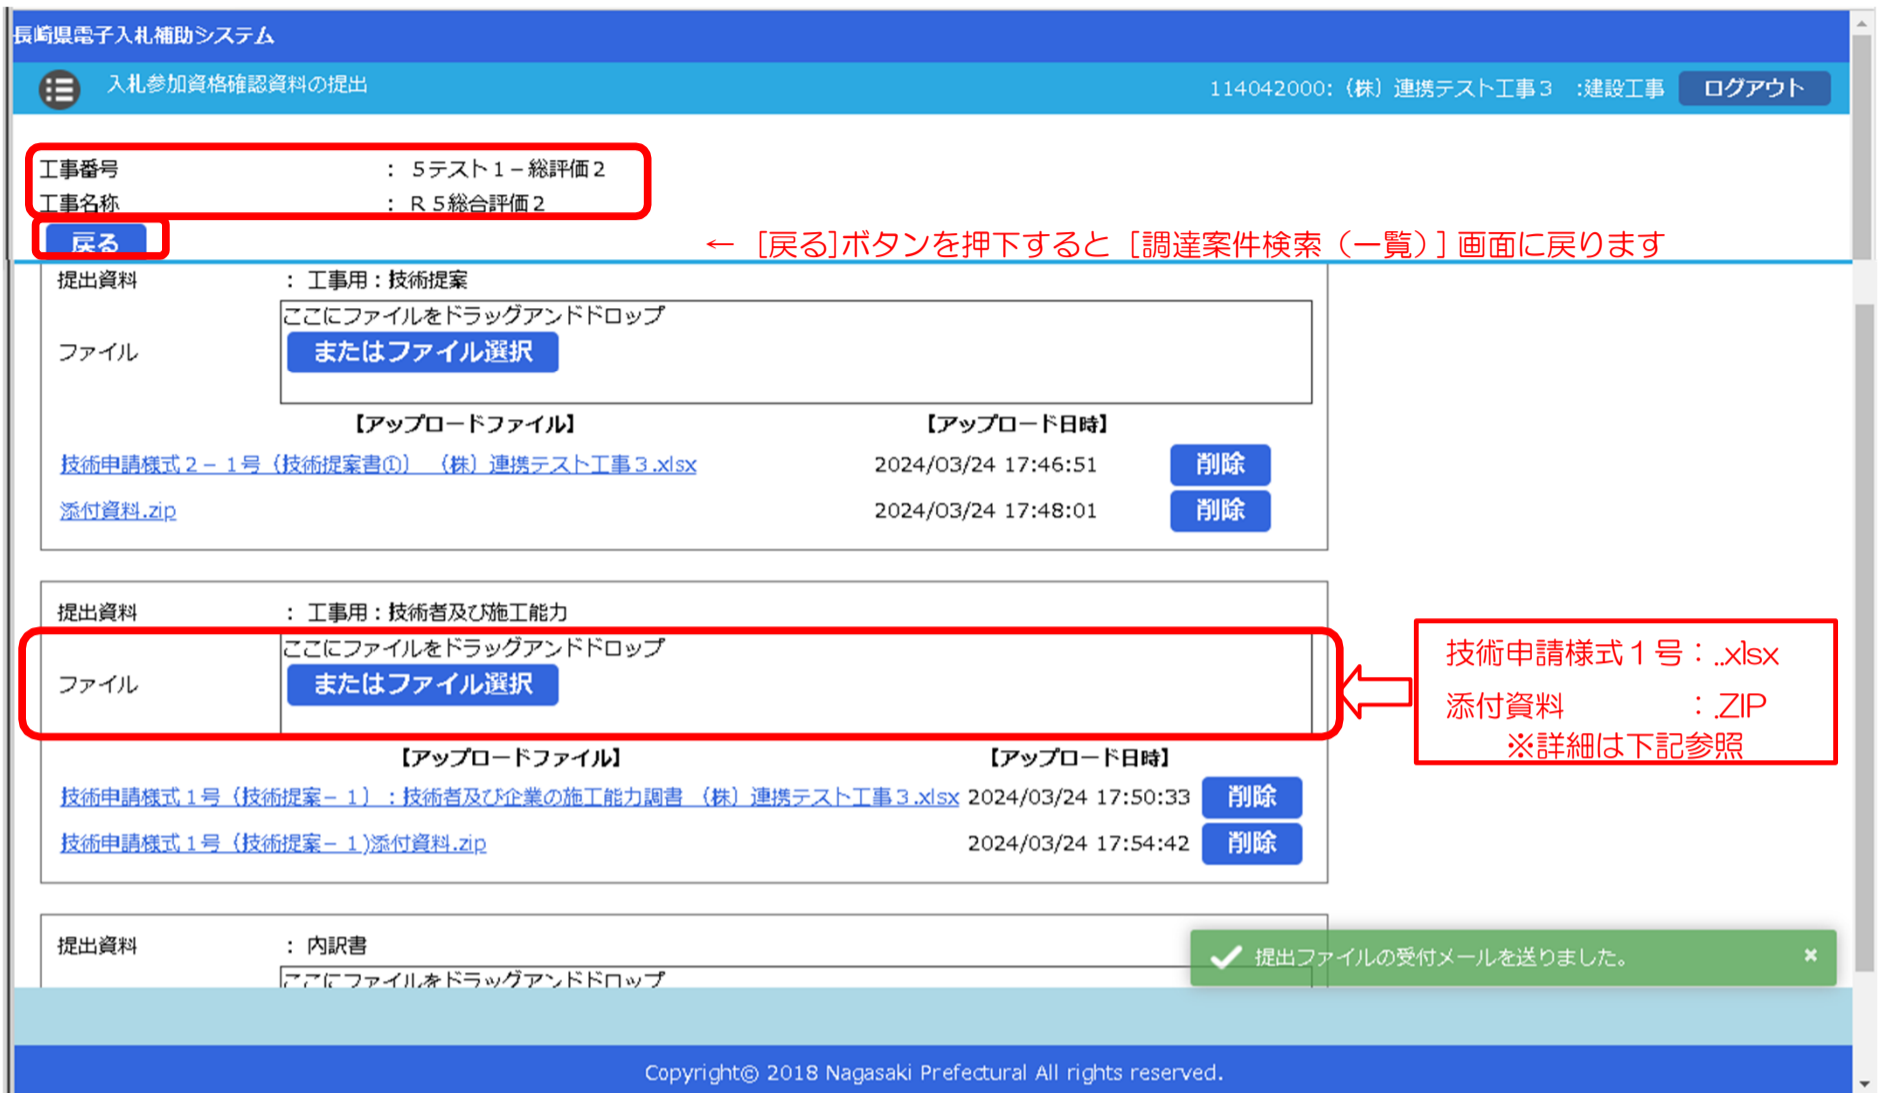 長崎県電子入札補助システム
入札参加資格確認資料の提出
114042000:（株）連携テスト工事３ :建設工事 ログアウト
工事番号 : ５テスト１－総評価２
工事名称 : Ｒ５総合評価２
戻る
← [戻る]ボタンを押下すると [調達案件検索（一覧）] 画面に戻ります
提出資料 : 工事用：技術提案
ここにファイルをドラッグアンドドロップ
ファイル またはファイル選択
【アップロードファイル】 【アップロード日時】
技術申請様式２－１号（技術提案書①）（株）連携テスト工事３.xlsx 2024/03/24 17:46:51 削除
添付資料.zip 2024/03/24 17:48:01 削除
提出資料 : 工事用：技術者及び施工能力
ここにファイルをドラッグアンドドロップ
ファイル またはファイル選択
技術申請様式１号：..xlsx
添付資料 ：.ZIP
※詳細は下記参照
【アップロードファイル】 【アップロード日時】
技術申請様式１号（技術提案－１）：技術者及び企業の施工能力調書 （株）連携テスト工事３.xlsx 2024/03/24 17:50:33 削除
技術申請様式１号（技術提案－１)添付資料.zip 2024/03/24 17:54:42 削除
提出資料 : 内訳書
提出ファイルの受付メールを送りました。 ×
ここにファイルをドラッグアンドドロップ
Copyright© 2018 Nagasaki Prefectural All rights reserved.